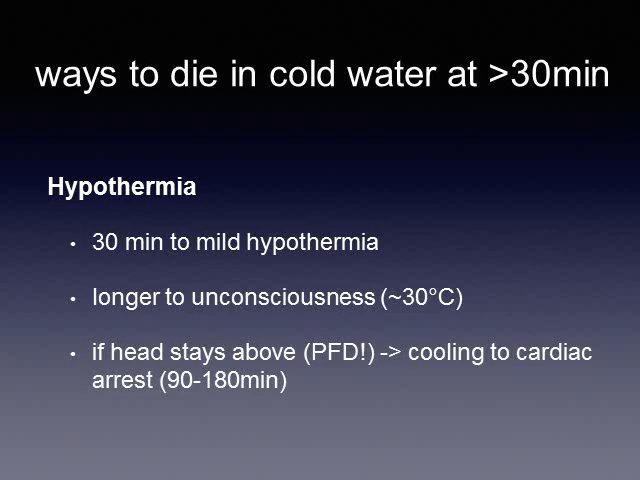 ways to die in cold water at >30min
Hypothermia
• 30 min to mild hypothermia
• longer to unconsciousness (~30°C)
• if head stays above (PFD!) -> cooling to cardiac
arrest (90-180min)